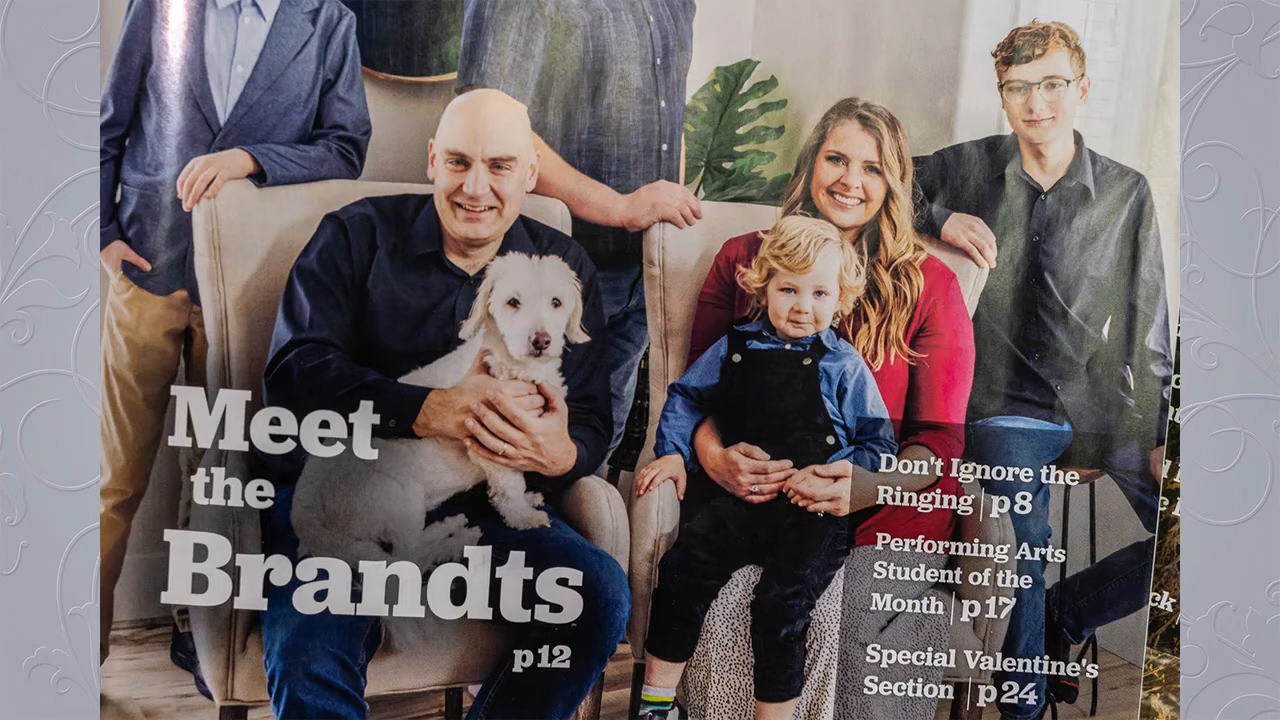 Meet
the
Brandts
p12
Don't Ignore the
Ringing | p8
Performing Arts
Student of the
Month | p17
Special Valentine's
Section | p24
ck